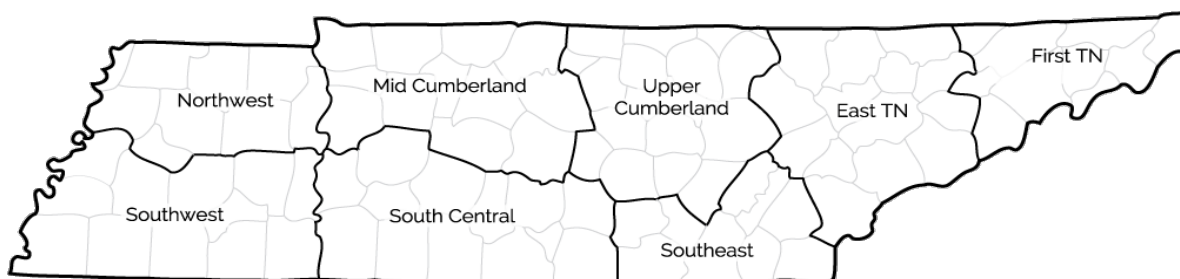 First TN
Mid Cumberland
Upper
Cumberland
Northwest
East TN
Southwest
South Central
Southeast